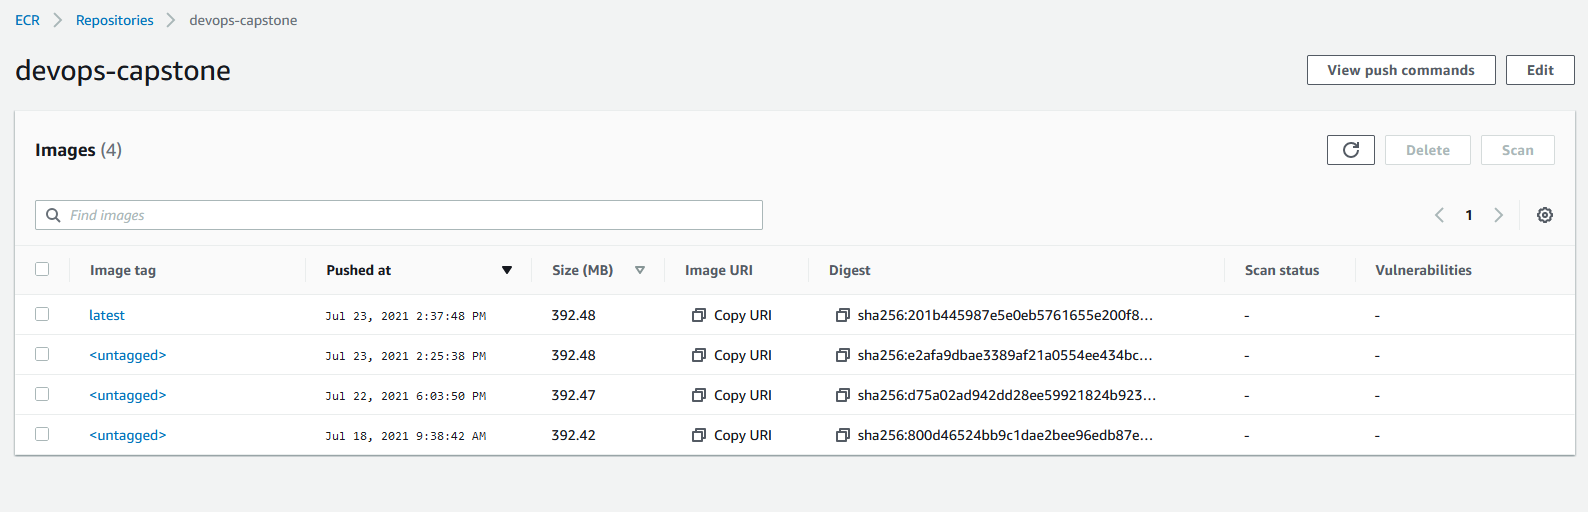 ECR Repositories devops-capstone
devops-capstone
View push commands Edit
Images (4)
Delete Scan
Find images
1
Image tag Pushed at Size (MB) Image URI Digest Scan status Vulnerabilities
latest Jul 23, 2021 2:37:48 PM 392.48 Copy URI sha256:201b445987e5e0eb5761655e200f8... - -
<untagged> Jul 23, 2021 2:25:38 PM 392.48 Copy URI sha256:e2afa9dbae3389af21a0554ee434bc... - -
<untagged> Jul 22, 2021 6:03:50 PM 392.47 Copy URI sha256:d75a02ad942dd28ee59921824b923... - -
<untagged> Jul 18, 2021 9:38:42 AM 392.42 Copy URI sha256:800d46524bb9c1dae2bee96edb87e... - -